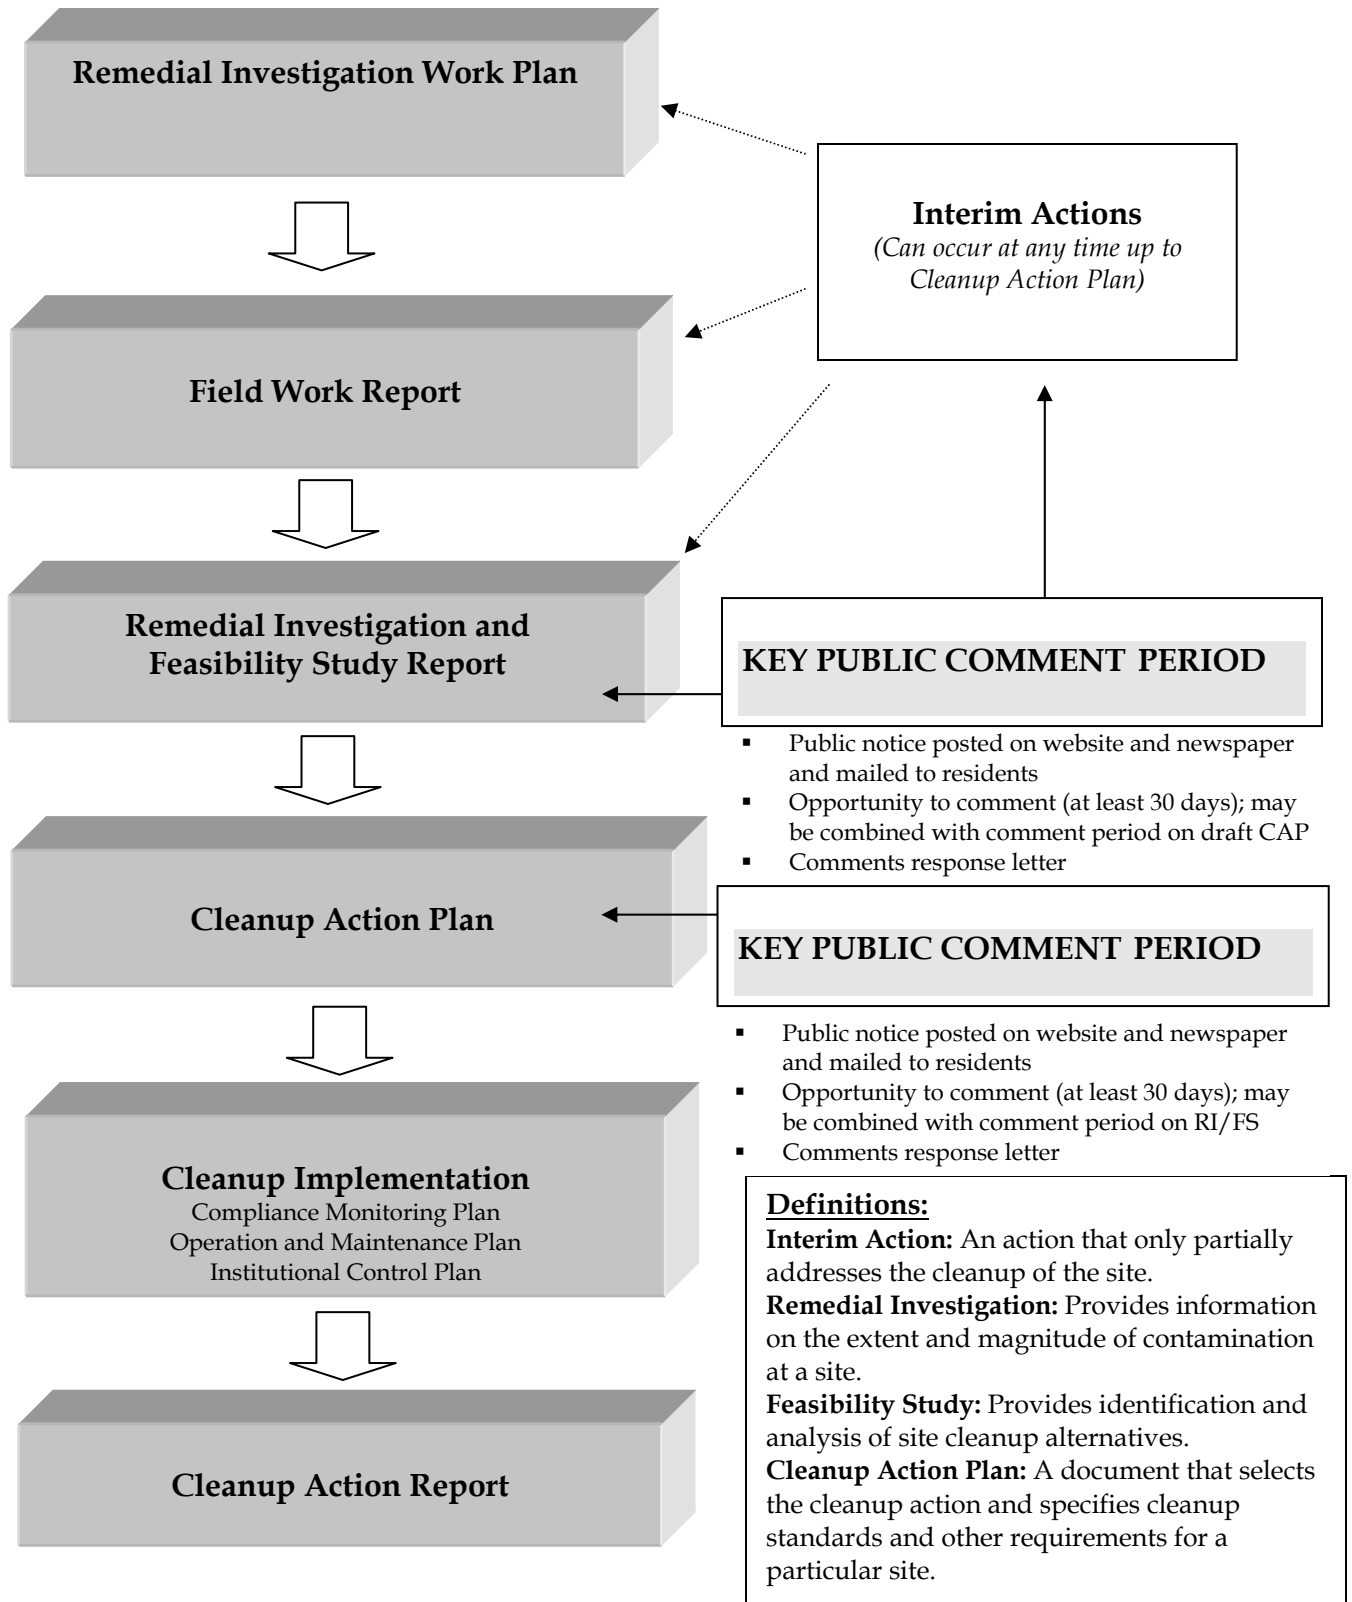 Remedial Investigation Work Plan
Interim Actions
(Can occur at any time up to
Cleanup Action Plan)
Field Work Report
Remedial Investigation and
Feasibility Study Report
KEY PUBLIC COMMENT PERIOD
▪ Public notice posted on website and newspaper
and mailed to residents
▪ Opportunity to comment (at least 30 days); may
be combined with comment period on draft CAP
▪ Comments response letter
Cleanup Action Plan
KEY PUBLIC COMMENT PERIOD
▪ Public notice posted on website and newspaper
and mailed to residents
▪ Opportunity to comment (at least 30 days); may
be combined with comment period on RI/FS
▪ Comments response letter
Cleanup Implementation
Compliance Monitoring Plan
Operation and Maintenance Plan
Institutional Control Plan
Cleanup Action Report
Definitions:
Interim Action: An action that only partially
addresses the cleanup of the site.
Remedial Investigation: Provides information
on the extent and magnitude of contamination
at a site.
Feasibility Study: Provides identification and
analysis of site cleanup alternatives.
Cleanup Action Plan: A document that selects
the cleanup action and specifies cleanup
standards and other requirements for a
particular site.